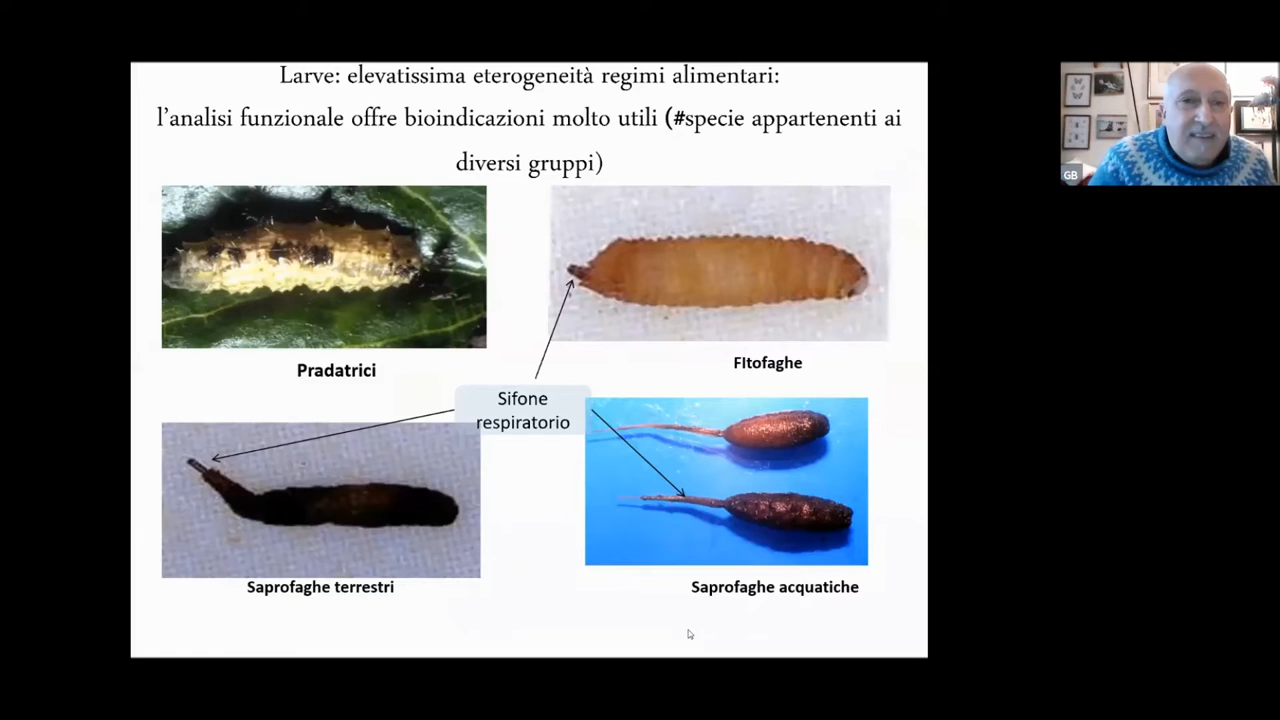 Larve: elevatissima eterogeneità regimi alimentari:
l'analisi funzionale offre bioindicazioni molto utili (#specie appartenenti ai
diversi gruppi)
GB
Pradatrici
FItofaghe
Sifone
respiratorio
Saprofaghe terrestri
Saprofaghe acquatiche